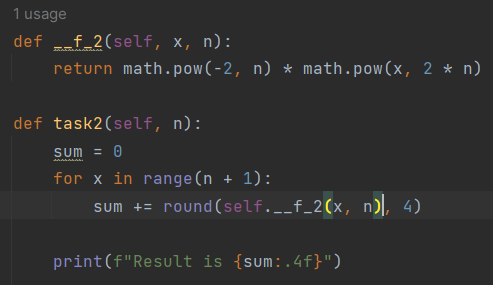 1 usage
def __f_2(self, x, n):
    return math.pow(-2, n) * math.pow(x, 2 * n)

def task2(self, n):
    sum = 0
    for x in range(n + 1):
        sum += round(self.__f_2(x, n), 4)

    print(f"Result is {sum:.4f}")